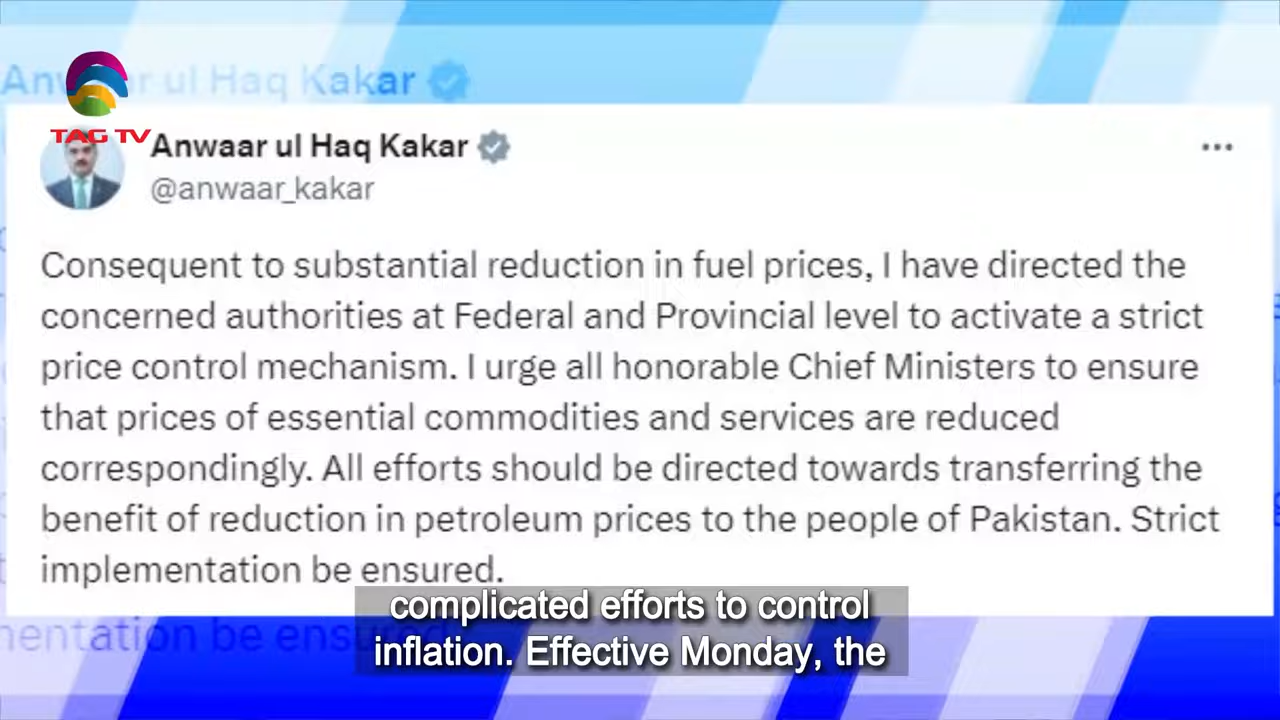 Anwaar ul Haq Kakar
TAG TV
Anwaar ul Haq Kakar
@anwaar_kakar
Consequent to substantial reduction in fuel prices, I have directed the
concerned authorities at Federal and Provincial level to activate a strict
price control mechanism. I urge all honorable Chief Ministers to ensure
that prices of essential commodities and services are reduced
correspondingly. All efforts should be directed towards transferring the
benefit of reduction in petroleum prices to the people of Pakistan. Strict
implementation be ensured.
complicated efforts to control
inflation. Effective Monday, the